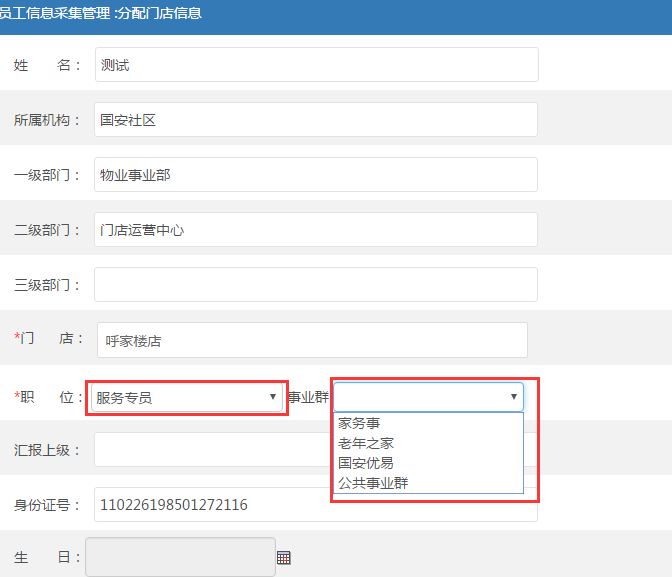 员工信息采集管理 :分配门店信息
姓 名： 测试
所属机构： 国安社区
一级部门： 物业事业部
二级部门： 门店运营中心
三级部门：
*门 店： 呼家楼店
*职 位： 服务专员 事业群
家务事
老年之家
国安优易
公共事业群
汇报上级：
身份证号： 110226198501272116
生 日：